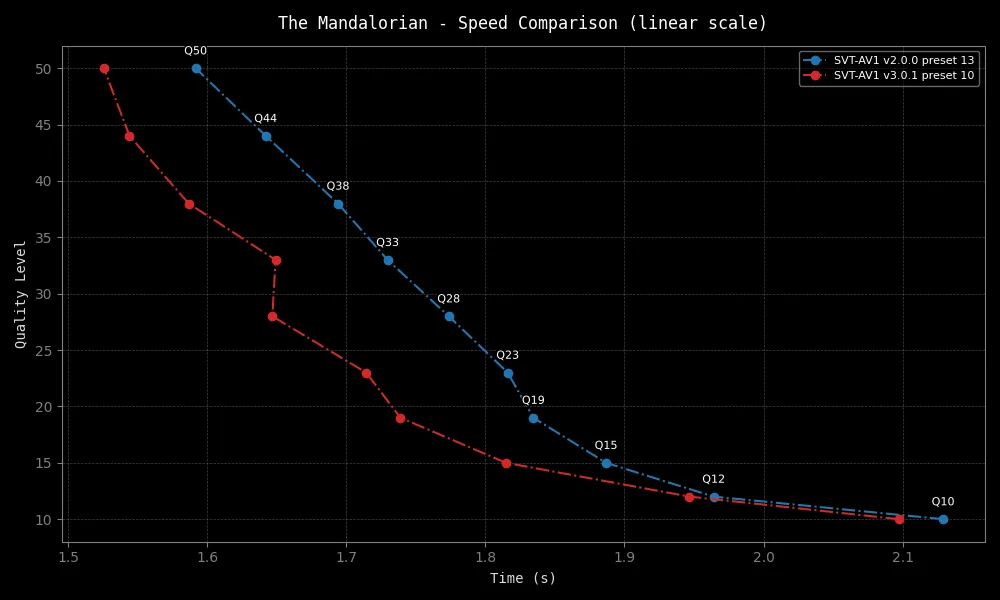 The Mandalorian - Speed Comparison (linear scale)
SVT-AV1 v2.0.0 preset 13
SVT-AV1 v3.0.1 preset 10
Q50
Q44
Q38
Q33
Q28
Q23
Q19
Q15
Q12
Q10
Quality Level
50
45
40
35
30
25
20
15
10
1.5 1.6 1.7 1.8 1.9 2.0 2.1
Time (s)